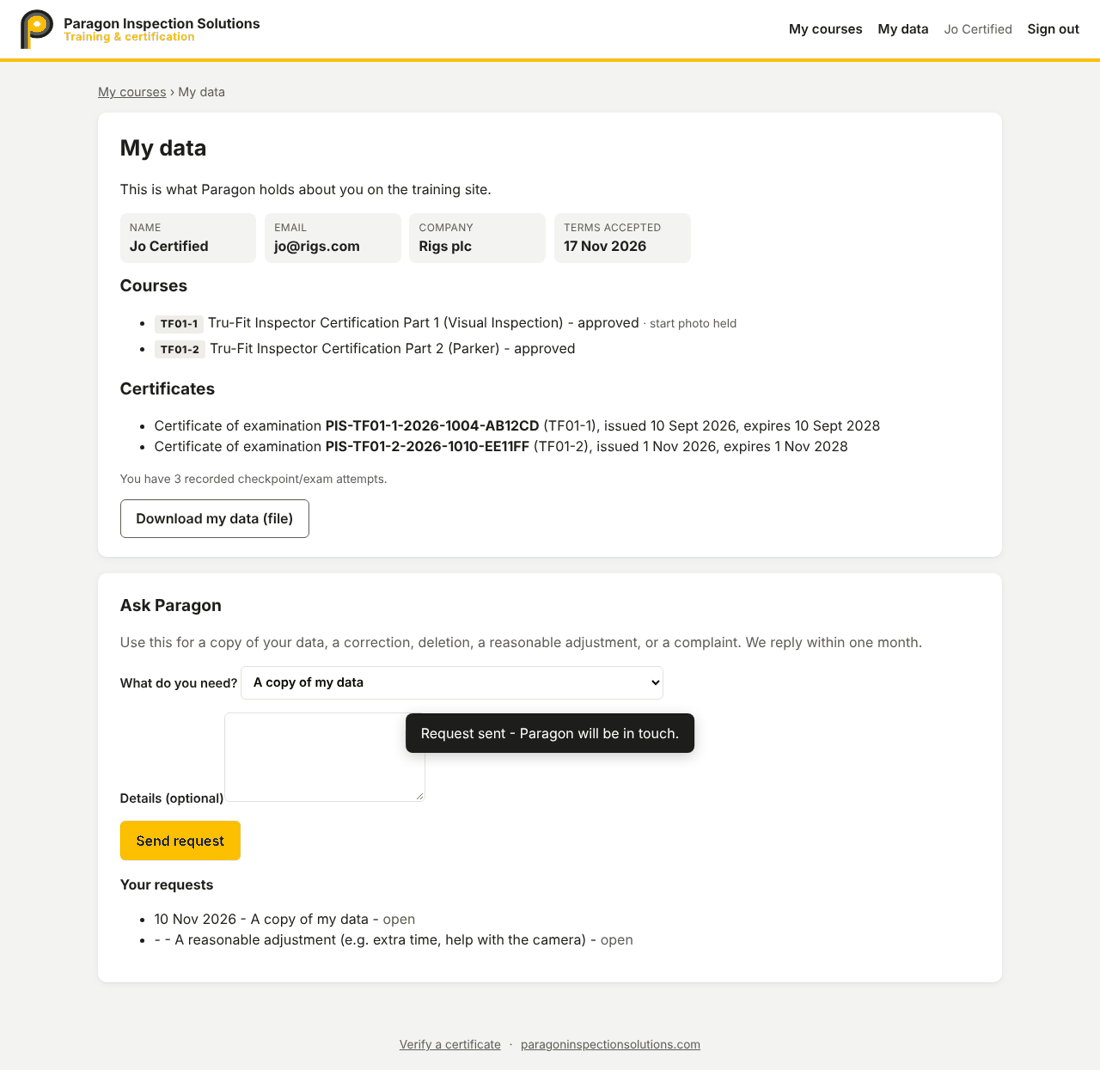 Paragon Inspection Solutions
Training & certification
My courses My data Jo Certified Sign out
My courses › My data
My data
This is what Paragon holds about you on the training site.
NAME
Jo Certified
EMAIL
jo@rigs.com
COMPANY
Rigs plc
TERMS ACCEPTED
17 Nov 2026
Courses
• TF01-1 Tru-Fit Inspector Certification Part 1 (Visual Inspection) - approved · start photo held
• TF01-2 Tru-Fit Inspector Certification Part 2 (Parker) - approved
Certificates
• Certificate of examination PIS-TF01-1-2026-1004-AB12CD (TF01-1), issued 10 Sept 2026, expires 10 Sept 2028
• Certificate of examination PIS-TF01-2-2026-1010-EE11FF (TF01-2), issued 1 Nov 2026, expires 1 Nov 2028
You have 3 recorded checkpoint/exam attempts.
Download my data (file)
Ask Paragon
Use this for a copy of your data, a correction, deletion, a reasonable adjustment, or a complaint. We reply within one month.
What do you need? A copy of my data
Request sent - Paragon will be in touch.
Details (optional)
Send request
Your requests
• 10 Nov 2026 - A copy of my data - open
• - - A reasonable adjustment (e.g. extra time, help with the camera) - open
Verify a certificate · paragoninspectionsolutions.com